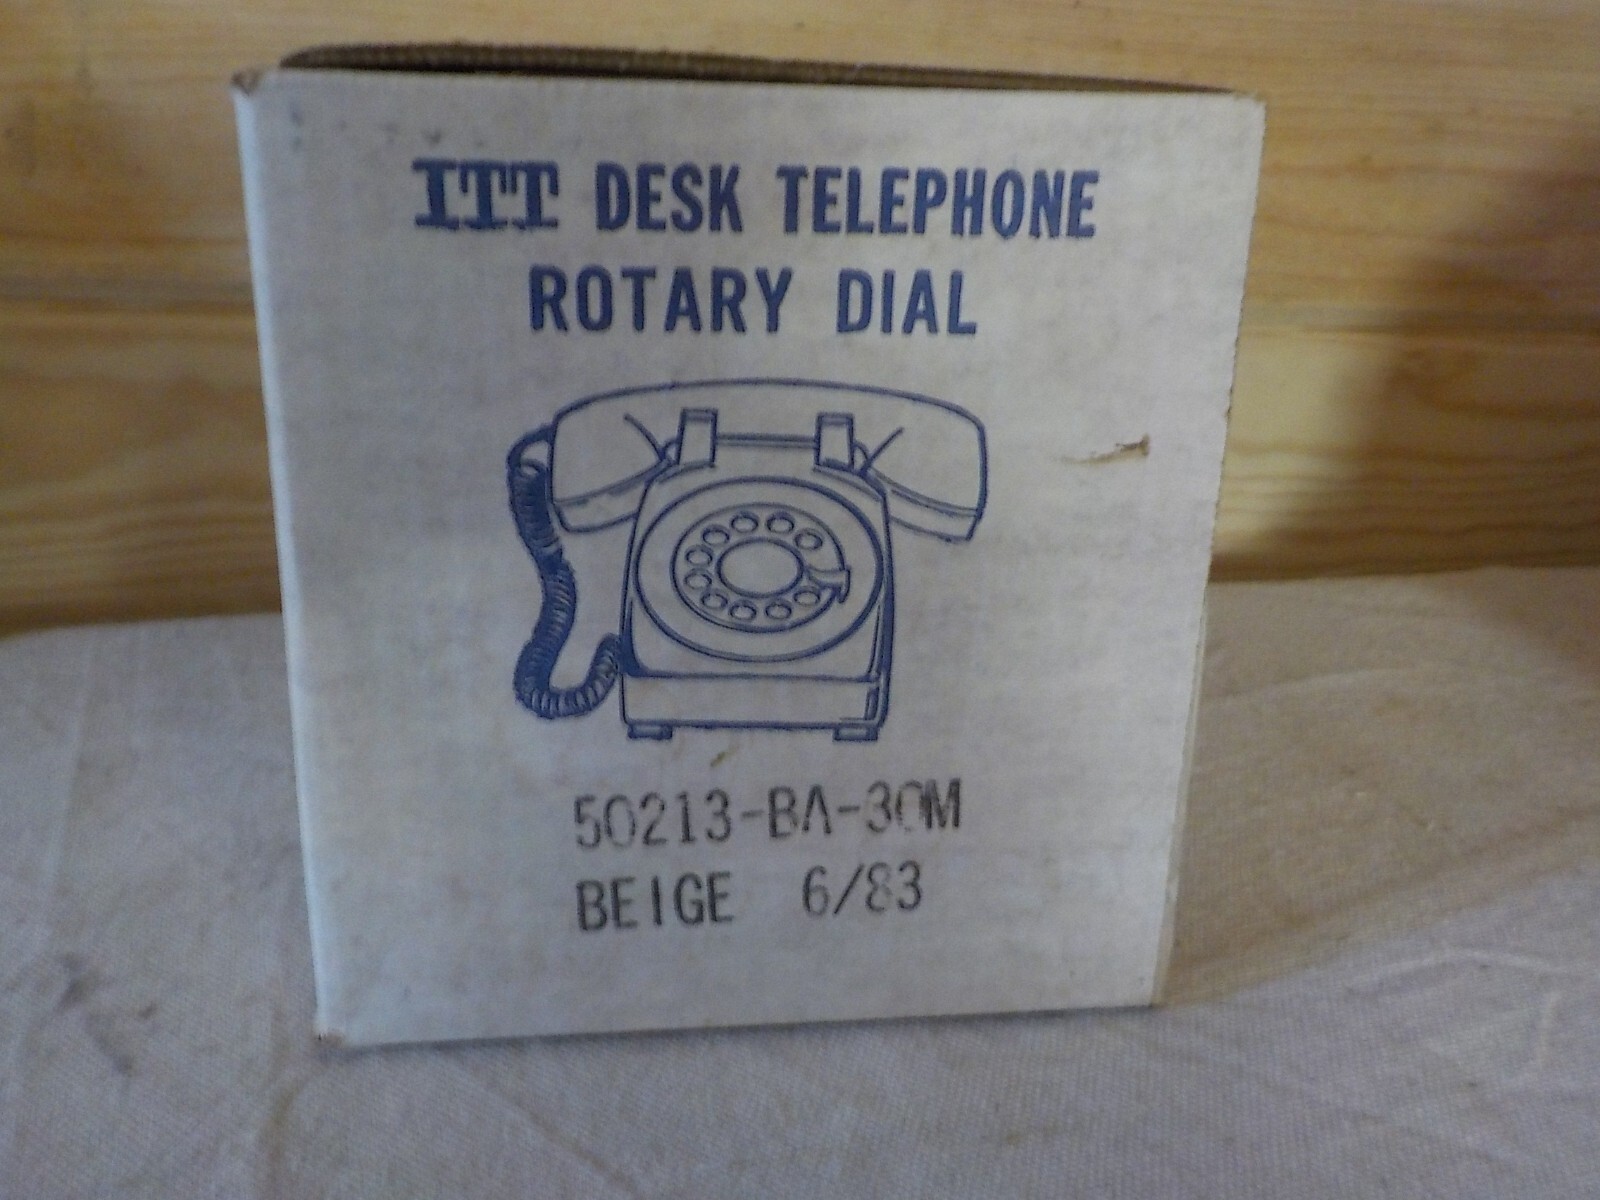 ITT DESK TELEPHONE
ROTARY DIAL
50213-BA-30M
BEIGE 6/83